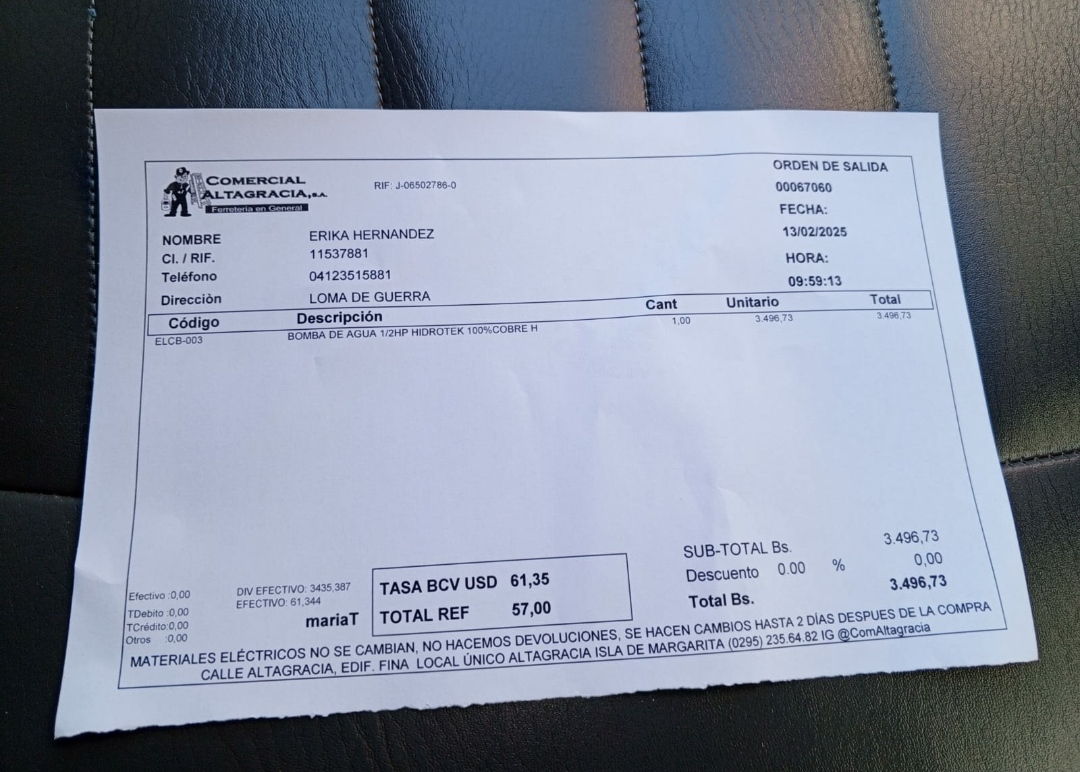 COMERCIAL
ALTAGRACIA,S.A.
Ferreteria en General
RIF: J-06502786-0
ORDEN DE SALIDA
00067060
FECHA:
13/02/2025
HORA:
09:59:13
NOMBRE ERIKA HERNANDEZ
CI. / RIF. 11537881
Teléfono 04123515881
Direcciòn LOMA DE GUERRA
Código Descripción Cant Unitario Total
ELCB-003 BOMBA DE AGUA 1/2HP HIDROTEK 100%COBRE H 1,00 3.496,73 3.496,73
SUB-TOTAL Bs. 3.496,73
Descuento 0.00 % 0,00
Total Bs. 3.496,73
Efectivo :0,00
TDebito :0,00
TCrédito:0,00
Otros :0,00
DIV EFECTIVO: 3435,387
EFECTIVO: 61,344
mariaT
TASA BCV USD 61,35
TOTAL REF 57,00
MATERIALES ELÉCTRICOS NO SE CAMBIAN, NO HACEMOS DEVOLUCIONES, SE HACEN CAMBIOS HASTA 2 DÍAS DESPUES DE LA COMPRA
CALLE ALTAGRACIA, EDIF. FINA LOCAL ÚNICO ALTAGRACIA ISLA DE MARGARITA (0295) 235.64.82 IG @ComAltagracia